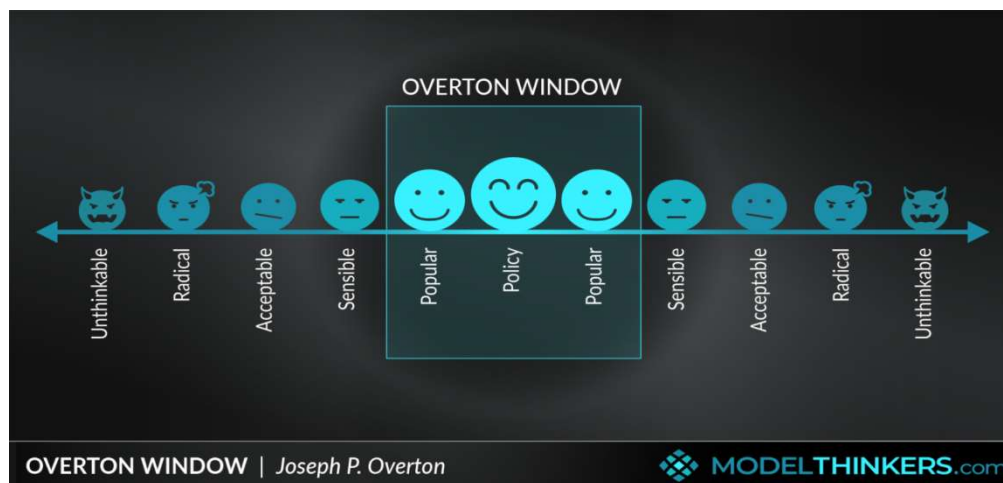 OVERTON WINDOW
Unthinkable
Radical
Acceptable
Sensible
Popular
Policy
Popular
Sensible
Acceptable
Radical
Unthinkable
OVERTON WINDOW | Joseph P. Overton
MODELTHINKERS.com